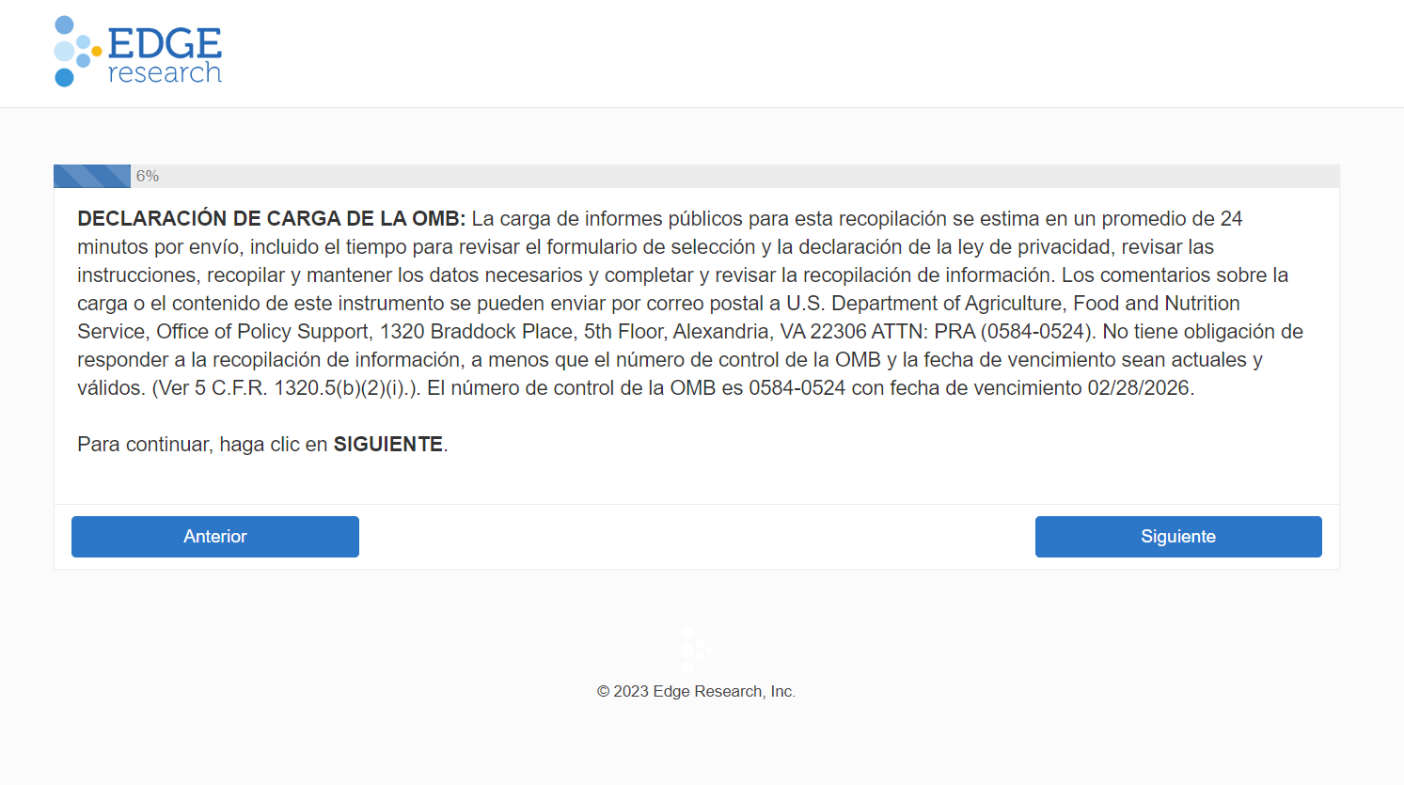 EDGE
research
6%
DECLARACIÓN DE CARGA DE LA OMB: La carga de informes públicos para esta recopilación se estima en un promedio de 24
minutos por envío, incluido el tiempo para revisar el formulario de selección y la declaración de la ley de privacidad, revisar las
instrucciones, recopilar y mantener los datos necesarios y completar y revisar la recopilación de información. Los comentarios sobre la
carga o el contenido de este instrumento se pueden enviar por correo postal a U.S. Department of Agriculture, Food and Nutrition
Service, Office of Policy Support, 1320 Braddock Place, 5th Floor, Alexandria, VA 22306 ATTN: PRA (0584-0524). No tiene obligación de
responder a la recopilación de información, a menos que el número de control de la OMB y la fecha de vencimiento sean actuales y
válidos. (Ver 5 C.F.R. 1320.5(b)(2)(i).). El número de control de la OMB es 0584-0524 con fecha de vencimiento 02/28/2026.
Para continuar, haga clic en SIGUIENTE.
Anterior
Siguiente
© 2023 Edge Research, Inc.